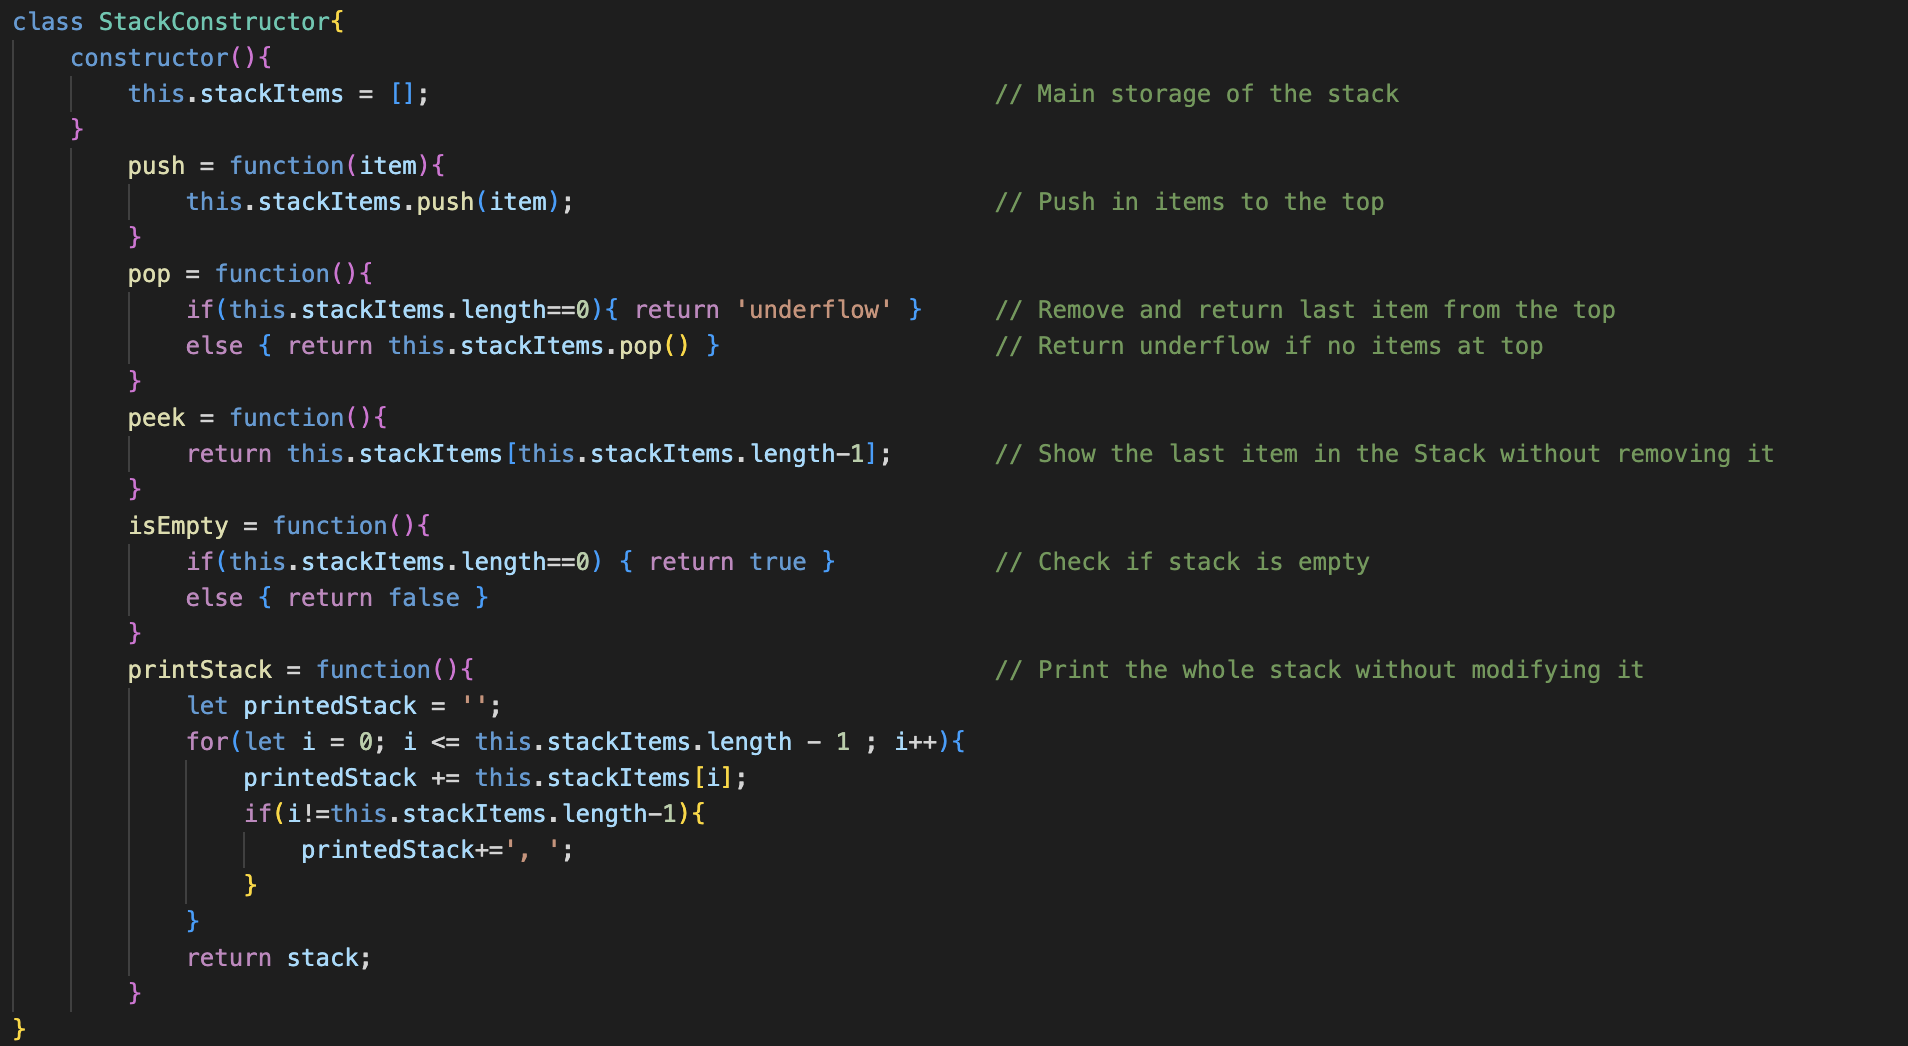 class StackConstructor{
    constructor(){
        this.stackItems = [];                                       // Main storage of the stack
    }
        push = function(item){
            this.stackItems.push(item);                             // Push in items to the top
        }
        pop = function(){
            if(this.stackItems.length==0){ return 'underflow' }     // Remove and return last item from the top
            else { return this.stackItems.pop() }                   // Return underflow if no items at top
        }
        peek = function(){
            return this.stackItems[this.stackItems.length-1];       // Show the last item in the Stack without removing it
        }
        isEmpty = function(){
            if(this.stackItems.length==0) { return true }           // Check if stack is empty
            else { return false }
        }
        printStack = function(){                                    // Print the whole stack without modifying it
            let printedStack = '';
            for(let i = 0; i <= this.stackItems.length - 1 ; i++){
                printedStack += this.stackItems[i];
                if(i!=this.stackItems.length-1){
                    printedStack+=', ';
                }
            }
            return stack;
        }
}